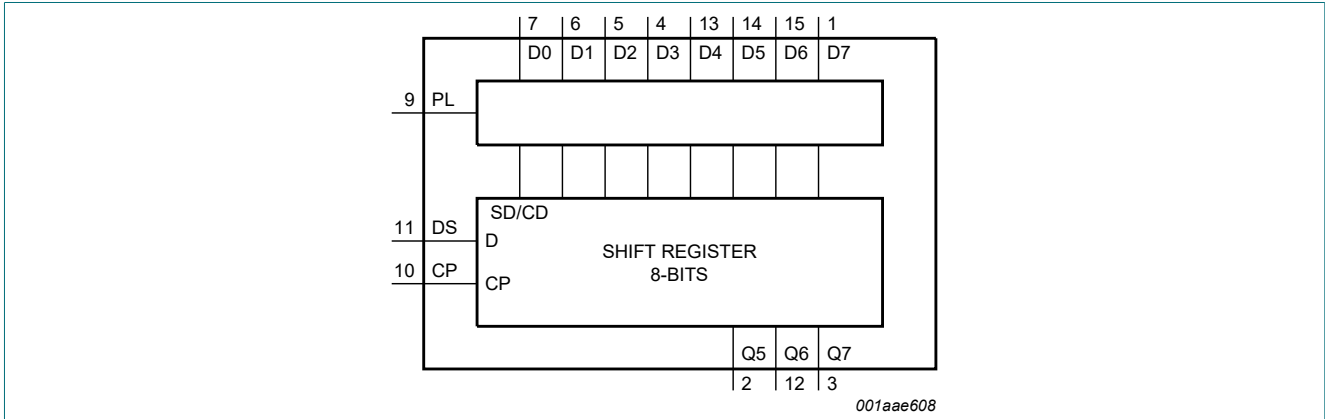 7 6 5 4 13 14 15 1
D0 D1 D2 D3 D4 D5 D6 D7
9 PL
SD/CD
11 DS
D
SHIFT REGISTER
8-BITS
10 CP
CP
Q5 Q6 Q7
2 12 3
001aae608